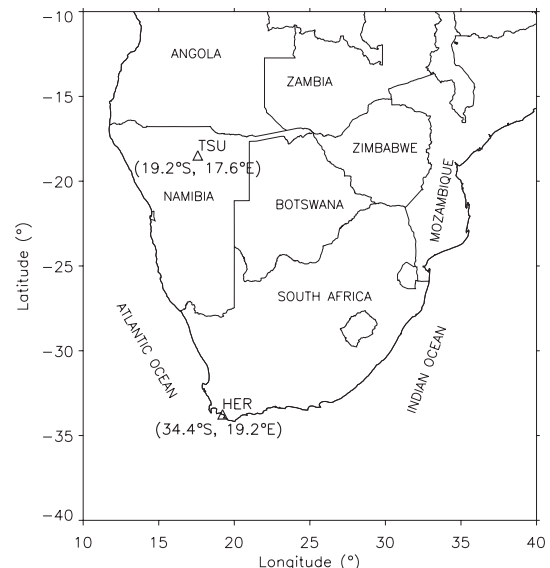 −10
−15
−20
−25
−30
−35
−40
Latitude (°)
ANGOLA
ZAMBIA
TSU
(19.2°S, 17.6°E)
ZIMBABWE
NAMIBIA
BOTSWANA
MOZAMBIQUE
SOUTH AFRICA
ATLANTIC OCEAN
INDIAN OCEAN
HER
(34.4°S, 19.2°E)
10 15 20 25 30 35 40
Longitude (°)